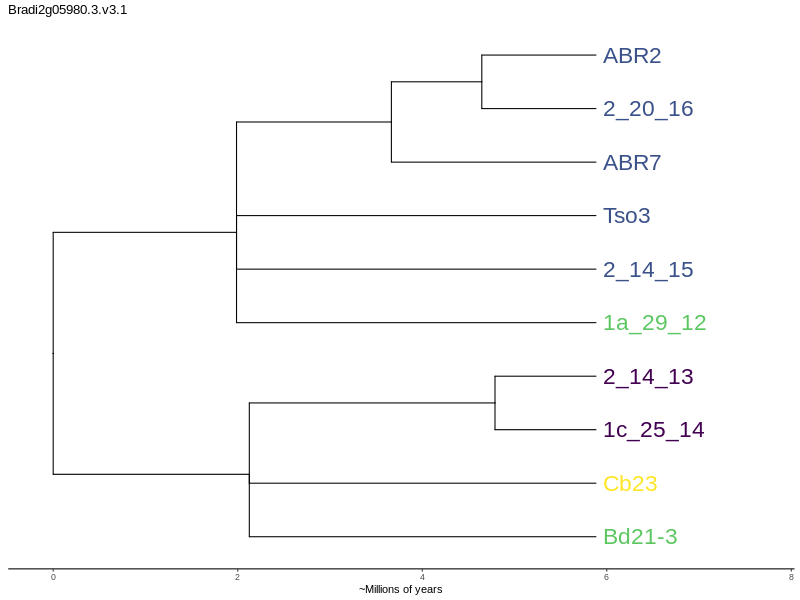 Bradi2g05980.3.v3.1
ABR2
2_20_16
ABR7
Tso3
2_14_15
1a_29_12
2_14_13
1c_25_14
Cb23
Bd21-3
0 2 4 6 8
~Millions of years